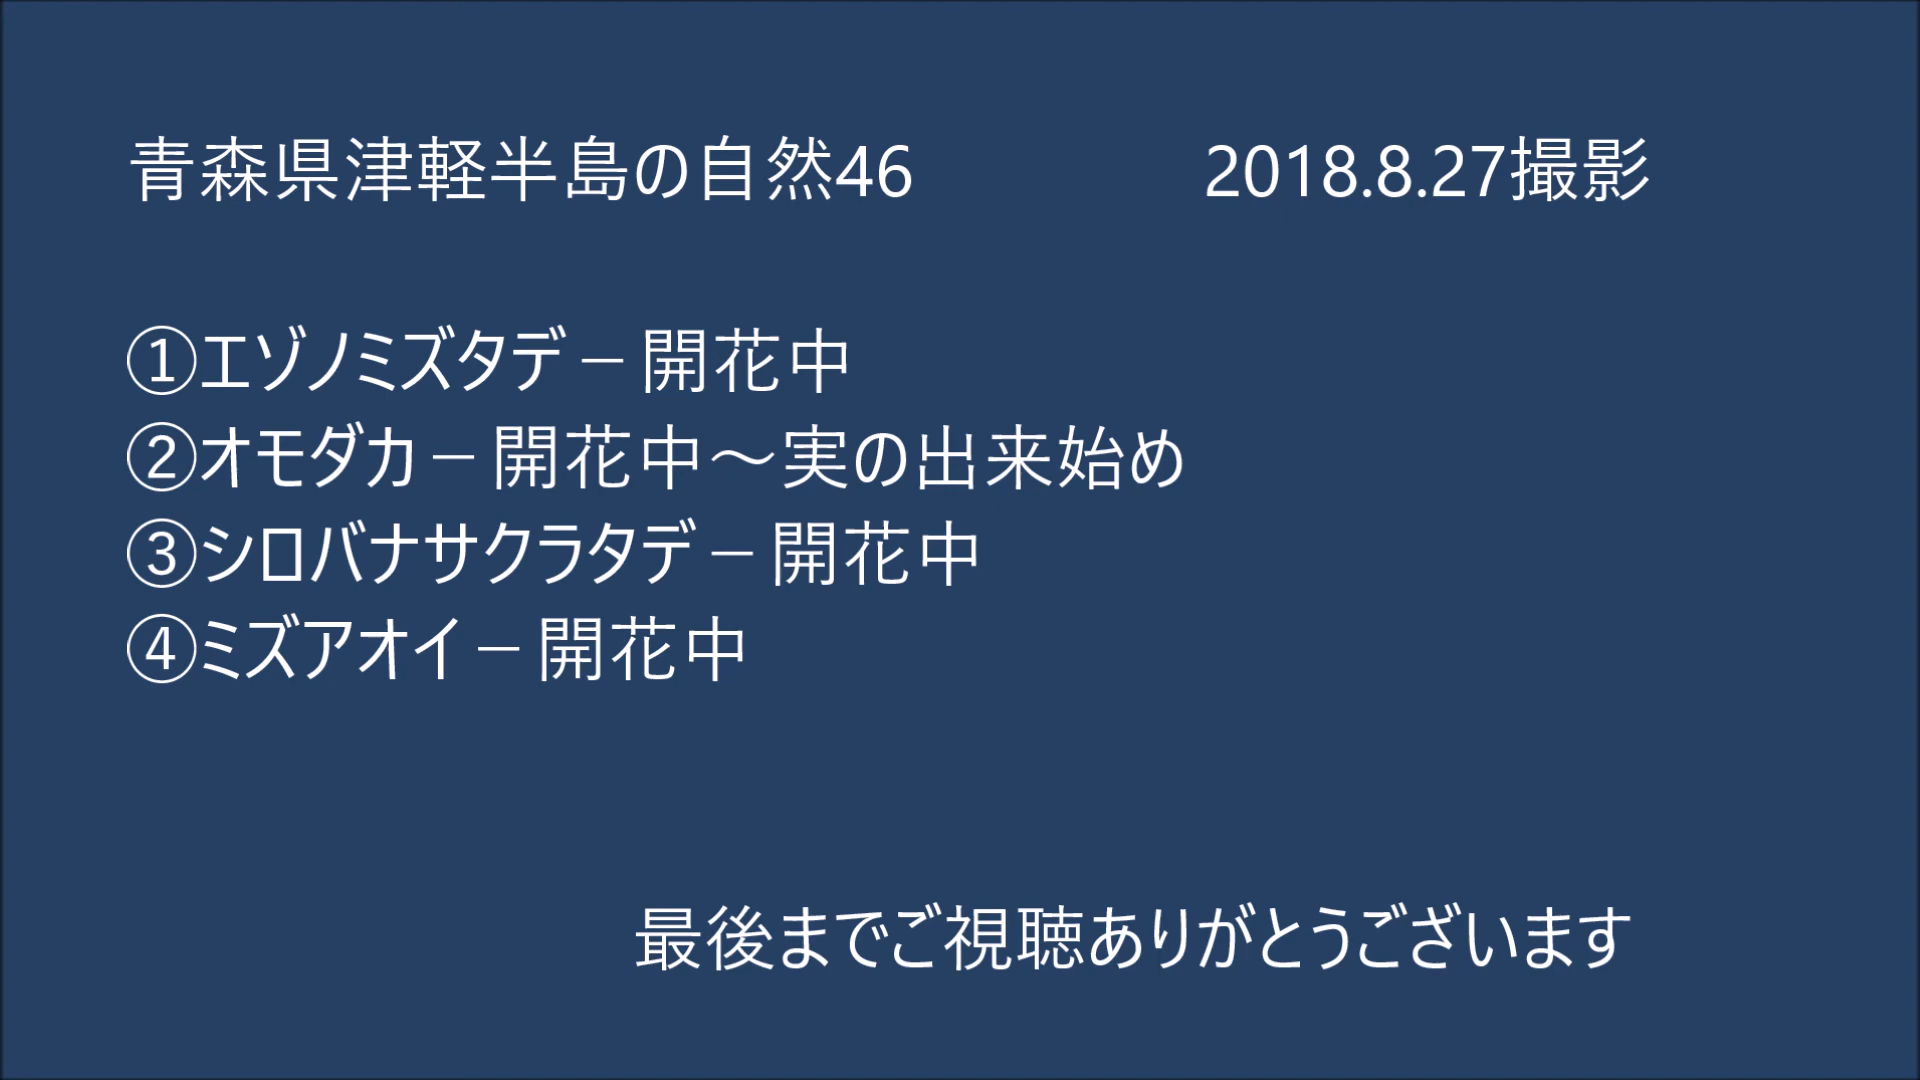 青森県津軽半島の自然46 2018.8.27撮影
①エゾノミズタデ－開花中
②オモダカ－開花中～実の出来始め
③シロバナサクラタデ－開花中
④ミズアオイ－開花中
最後までご視聴ありがとうございます